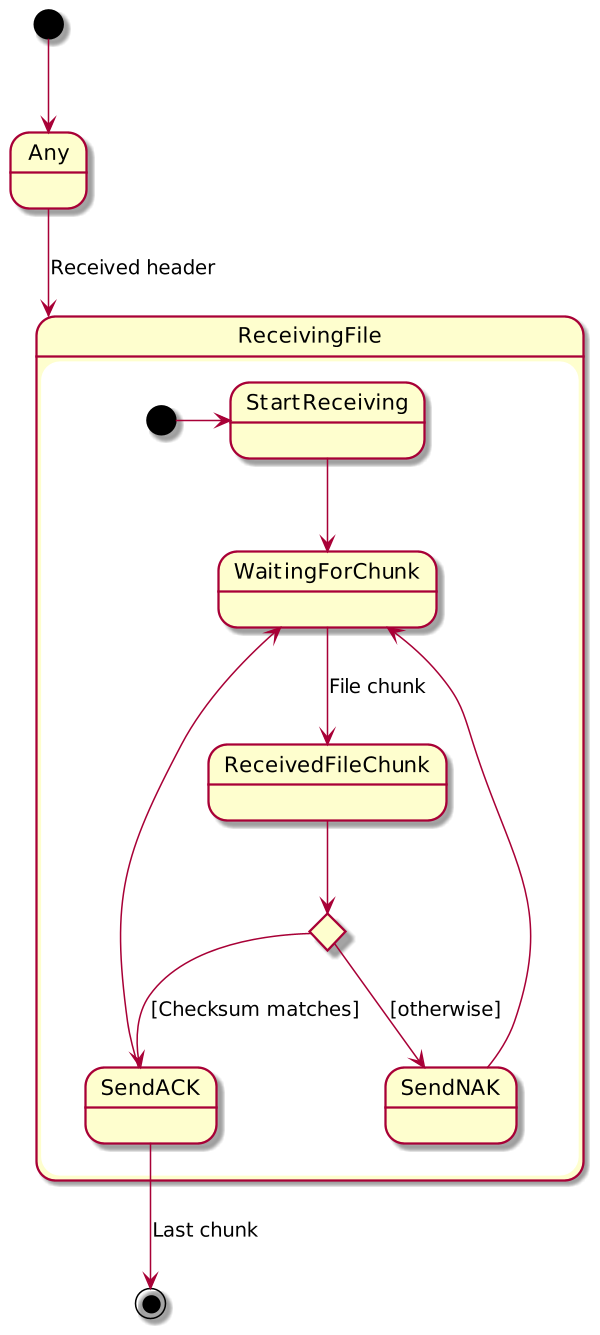 Any
Received header
ReceivingFile
StartReceiving
WaitingForChunk
File chunk
ReceivedFileChunk
[Checksum matches]
[otherwise]
SendACK
SendNAK
Last chunk